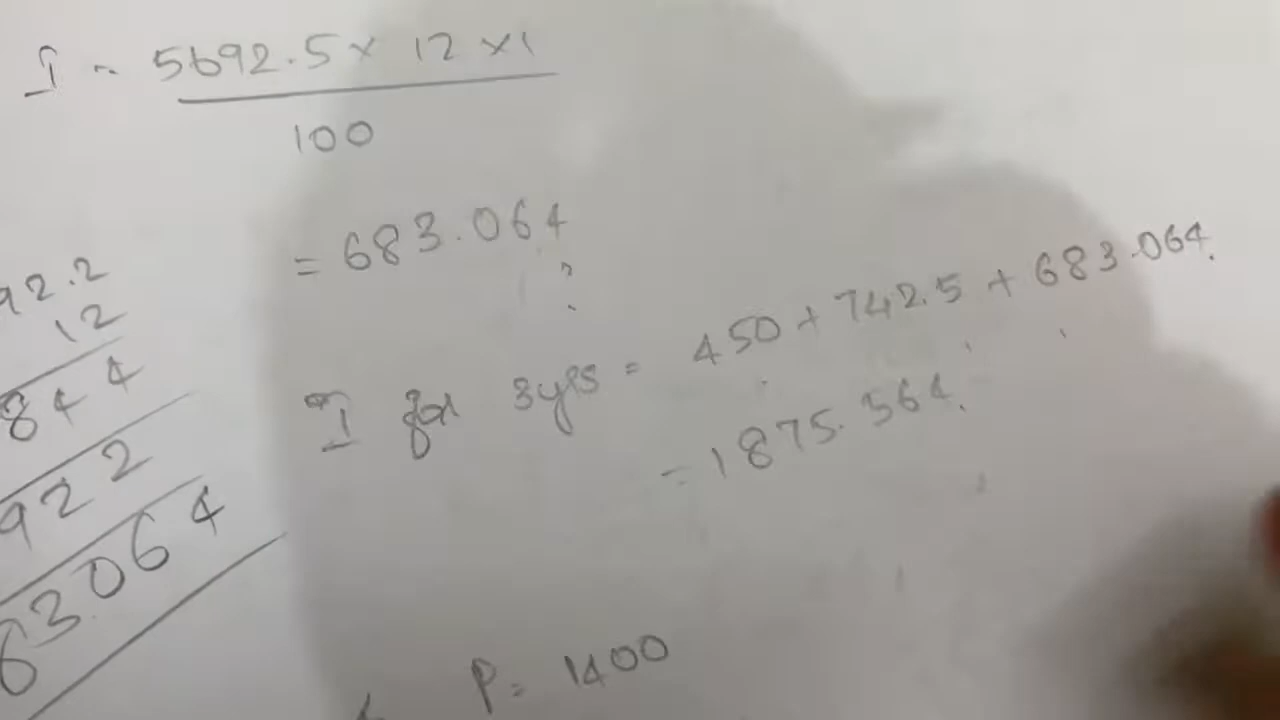 I = 5692.5 × 12 × 1
100
= 683.064
92.2
12
844
922
63064
I for 3yrs = 450 + 742.5 + 683.064.
= 1875.564.
P = 1400